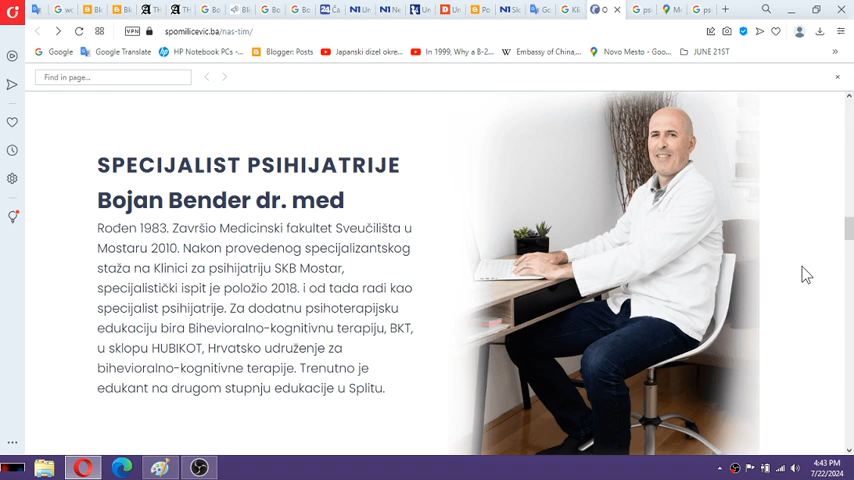 spomilicevic.ba/nas-tim/
VPN
Google
Google Translate
HP Notebook PCs -...
Blogger: Posts
Japanski dizel okre...
In 1999, Why a B-2...
Embassy of China,...
Novo Mesto - Goo...
JUNE 21ST
Find in page...
SPECIJALIST PSIHIJATRIJE
Bojan Bender dr. med
Rođen 1983. Završio Medicinski fakultet Sveučilišta u
Mostaru 2010. Nakon provedenog specijalizantskog
staža na Klinici za psihijatriju SKB Mostar,
specijalistički ispit je položio 2018. i od tada radi kao
specijalist psihijatrije. Za dodatnu psihoterapijsku
edukaciju bira Bihevioralno-kognitivnu terapiju, BKT,
u sklopu HUBIKOT, Hrvatsko udruženje za
bihevioralno-kognitivne terapije. Trenutno je
edukant na drugom stupnju edukacije u Splitu.
4:43 PM
7/22/2024